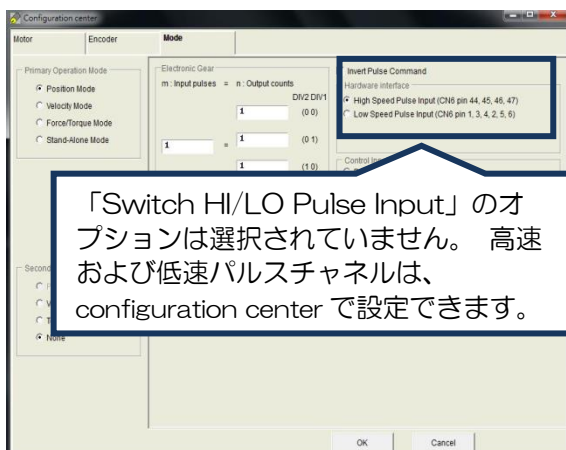 Configuration center
Motor
Encoder
Mode
Primary Operation Mode
Position Mode
Velocity Mode
Force/Torque Mode
Stand-Alone Mode
Electronic Gear
m : Input pulses = n : Output counts
DIV2 DIV1
1 (0 0)
1 = 1 (0 1)
1 (1 0)
Invert Pulse Command
Hardware interface
High Speed Pulse Input (CN6 pin 44, 45, 46, 47)
Low Speed Pulse Input (CN6 pin 1, 3, 4, 2, 5, 6)
Control
「Switch HI/LO Pulse Input」のオ
プションは選択されていません。 高速
および低速パルスチャネルは、
configuration center で設定できます。
None
OK
Cancel